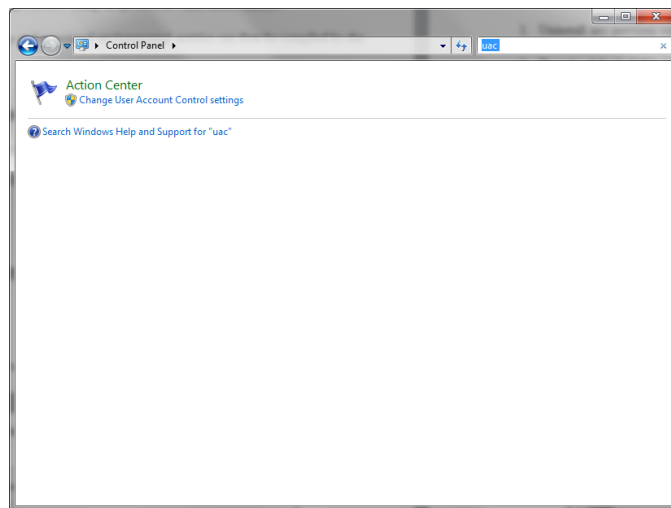 Control Panel
uac
Action Center
Change User Account Control settings
Search Windows Help and Support for "uac"